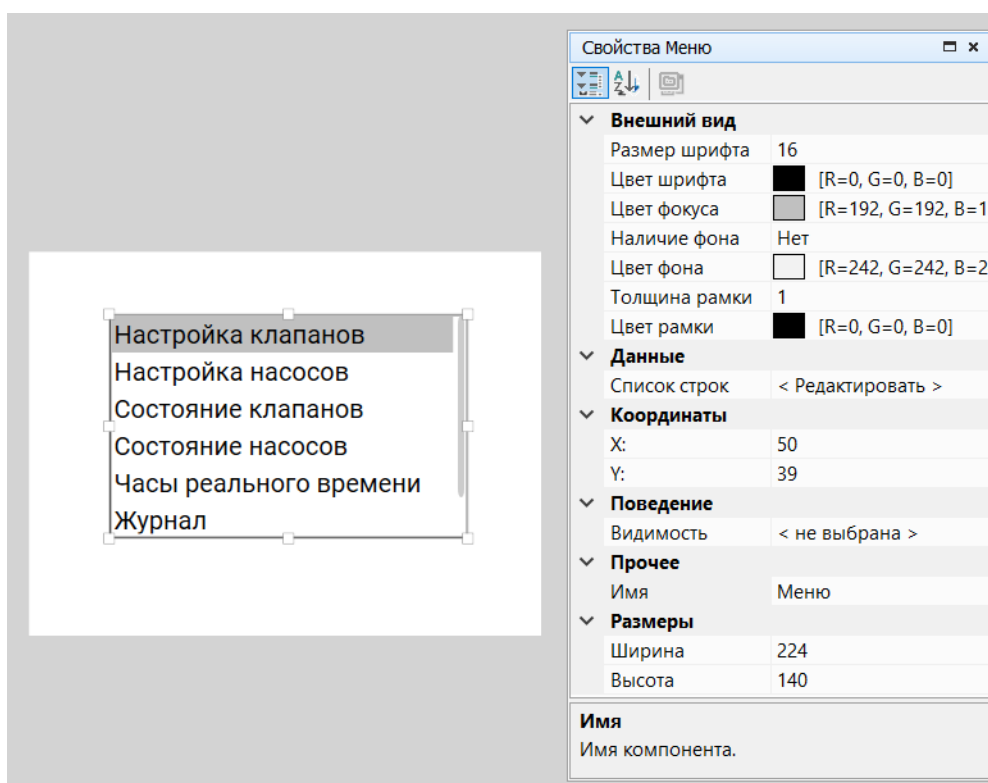 Настройка клапанов
Настройка насосов
Состояние клапанов
Состояние насосов
Часы реального времени
Журнал
Свойства Меню
Внешний вид
Размер шрифта 16
Цвет шрифта [R=0, G=0, B=0]
Цвет фокуса [R=192, G=192, B=1
Наличие фона Нет
Цвет фона [R=242, G=242, B=2
Толщина рамки 1
Цвет рамки [R=0, G=0, B=0]
Данные
Список строк < Редактировать >
Координаты
X: 50
Y: 39
Поведение
Видимость < не выбрана >
Прочее
Имя Меню
Размеры
Ширина 224
Высота 140
Имя
Имя компонента.